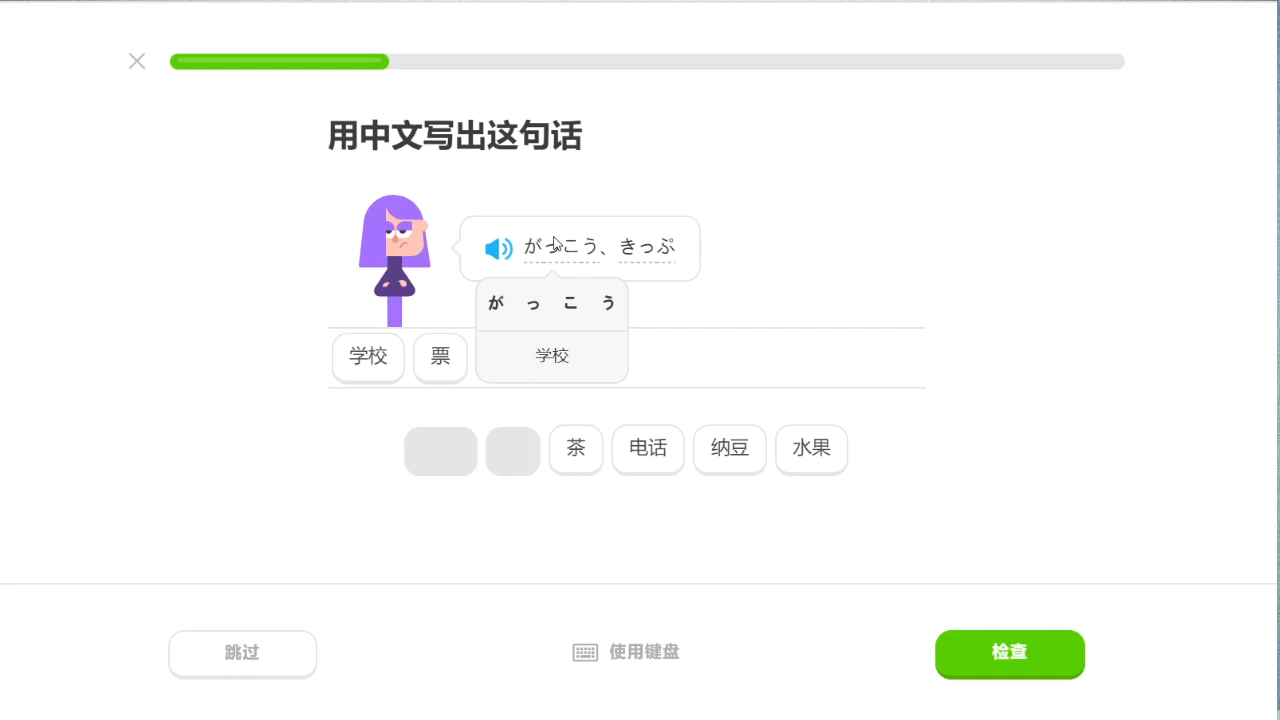 用中文写出这句话
がっこう、きっぷ
がっこう
学校
学校 票
茶 电话 纳豆 水果
跳过 使用键盘 检查